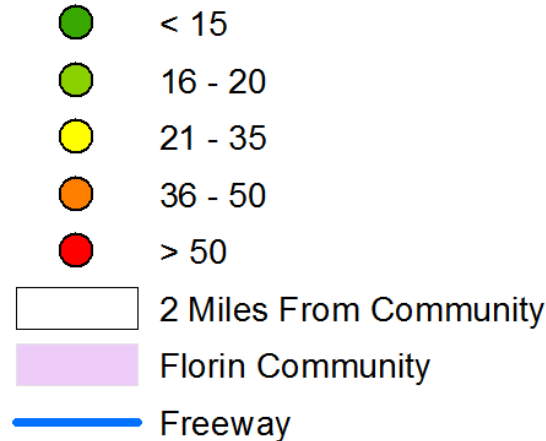 < 15
16 - 20
21 - 35
36 - 50
> 50
2 Miles From Community
Florin Community
Freeway